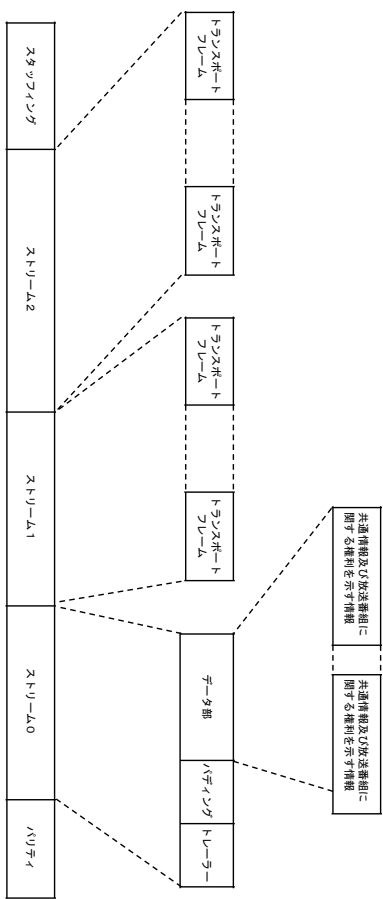 共通情報及び放送番組に
関する権利を示す情報
共通情報及び放送番組に
関する権利を示す情報
トランスポート
フレーム
トランスポート
フレーム
トランスポート
フレーム
トランスポート
フレーム
データ部
パディング
トレーラー
スタッフィング
ストリーム2
ストリーム1
ストリーム0
パリティ